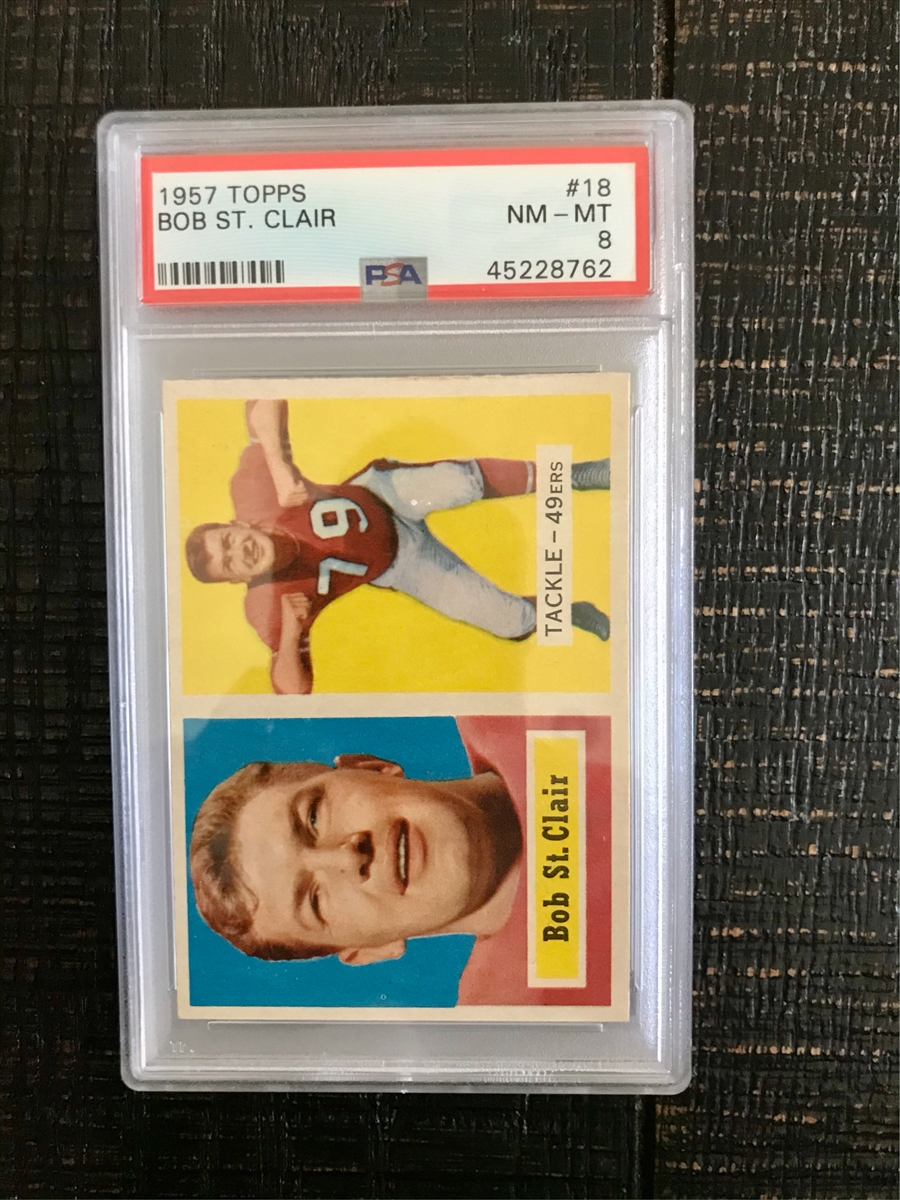 1957 TOPPS
#18
BOB ST. CLAIR
NM - MT
8
45228762
PSA
79
TACKLE - 49ERS
Bob St. Clair